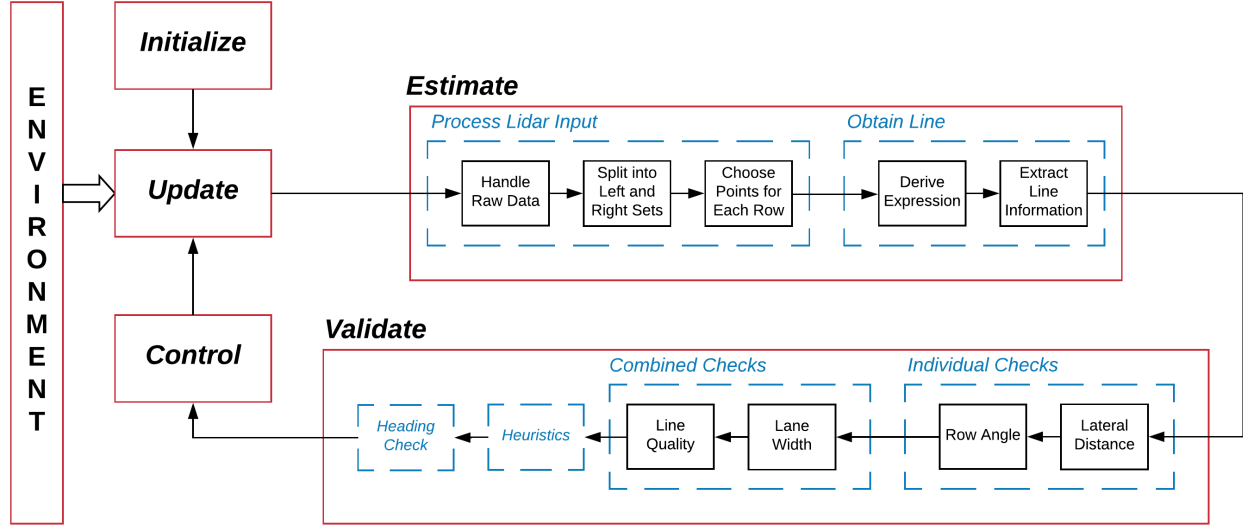 ENVIRONMENT
Initialize
Update
Control
Estimate
Process Lidar Input
Handle
Raw Data
Split into
Left and
Right Sets
Choose
Points for
Each Row
Obtain Line
Derive
Expression
Extract
Line
Information
Validate
Combined Checks
Individual Checks
Heading
Check
Heuristics
Line
Quality
Lane
Width
Row Angle
Lateral
Distance